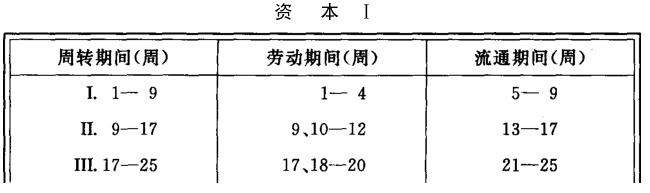 资 本 I
周转期间(周) 劳动期间(周) 流通期间(周)
I. 1— 9 1— 4 5— 9
II. 9—17 9、10—12 13—17
III. 17—25 17、18—20 21—25